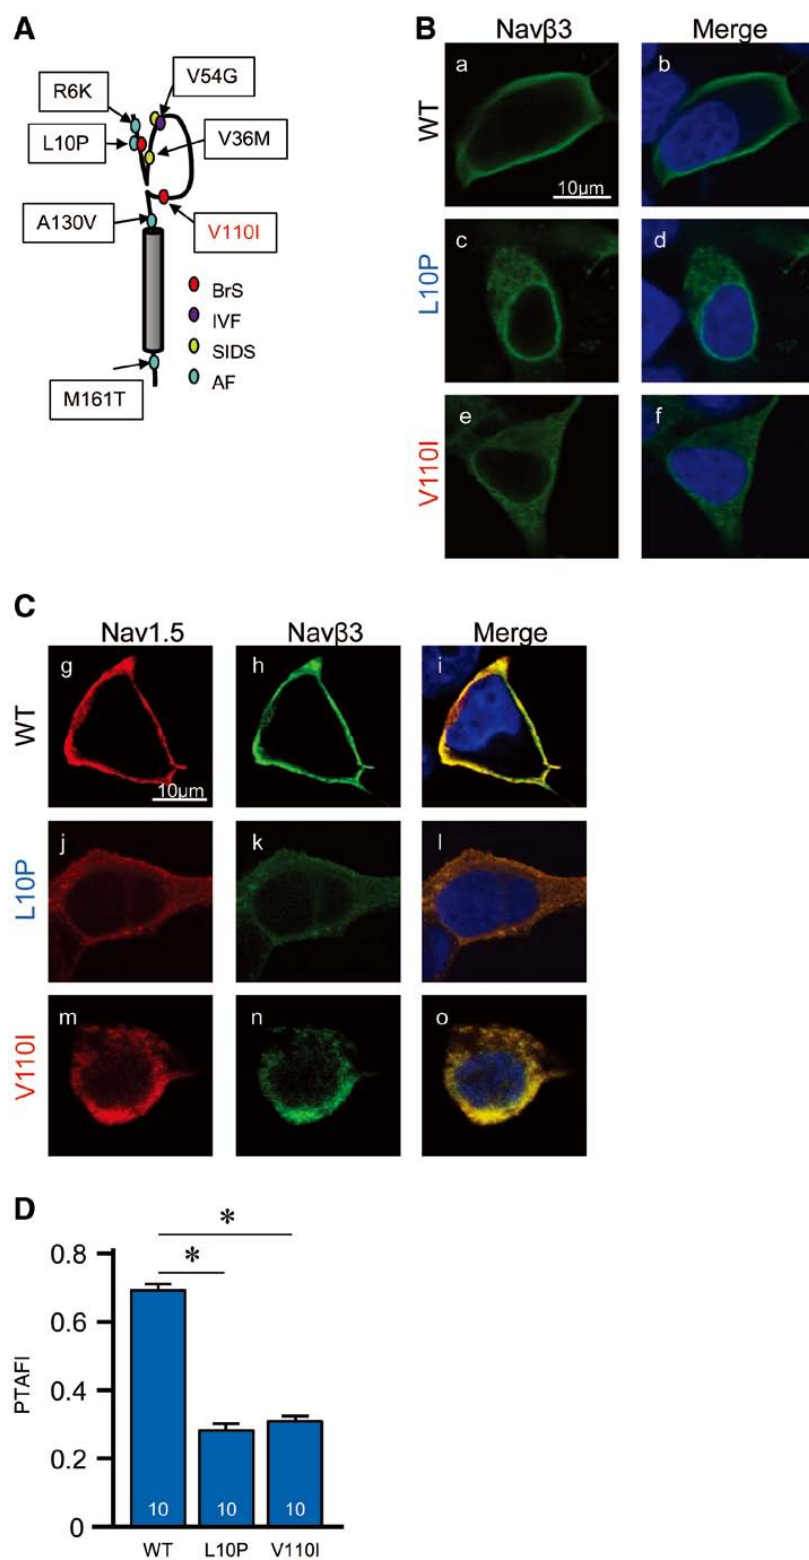 A
R6K
V54G
L10P
V36M
A130V
V110I
BrS
IVF
SIDS
AF
M161T
B
Navβ3 Merge
WT
a b
10μm
L10P
c d
V110I
e f
C
Nav1.5 Navβ3 Merge
WT
g h i
10μm
L10P
j k l
V110I
m n o
D
*
*
0.8
0.6
0.4
0.2
0
PTAFI
10 10 10
WT L10P V110I